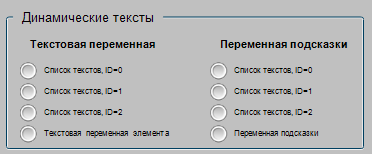 Динамические тексты
Текстовая переменная
Список текстов, ID=0
Список текстов, ID=1
Список текстов, ID=2
Текстовая переменная элемента
Переменная подсказки
Список текстов, ID=0
Список текстов, ID=1
Список текстов, ID=2
Переменная подсказки